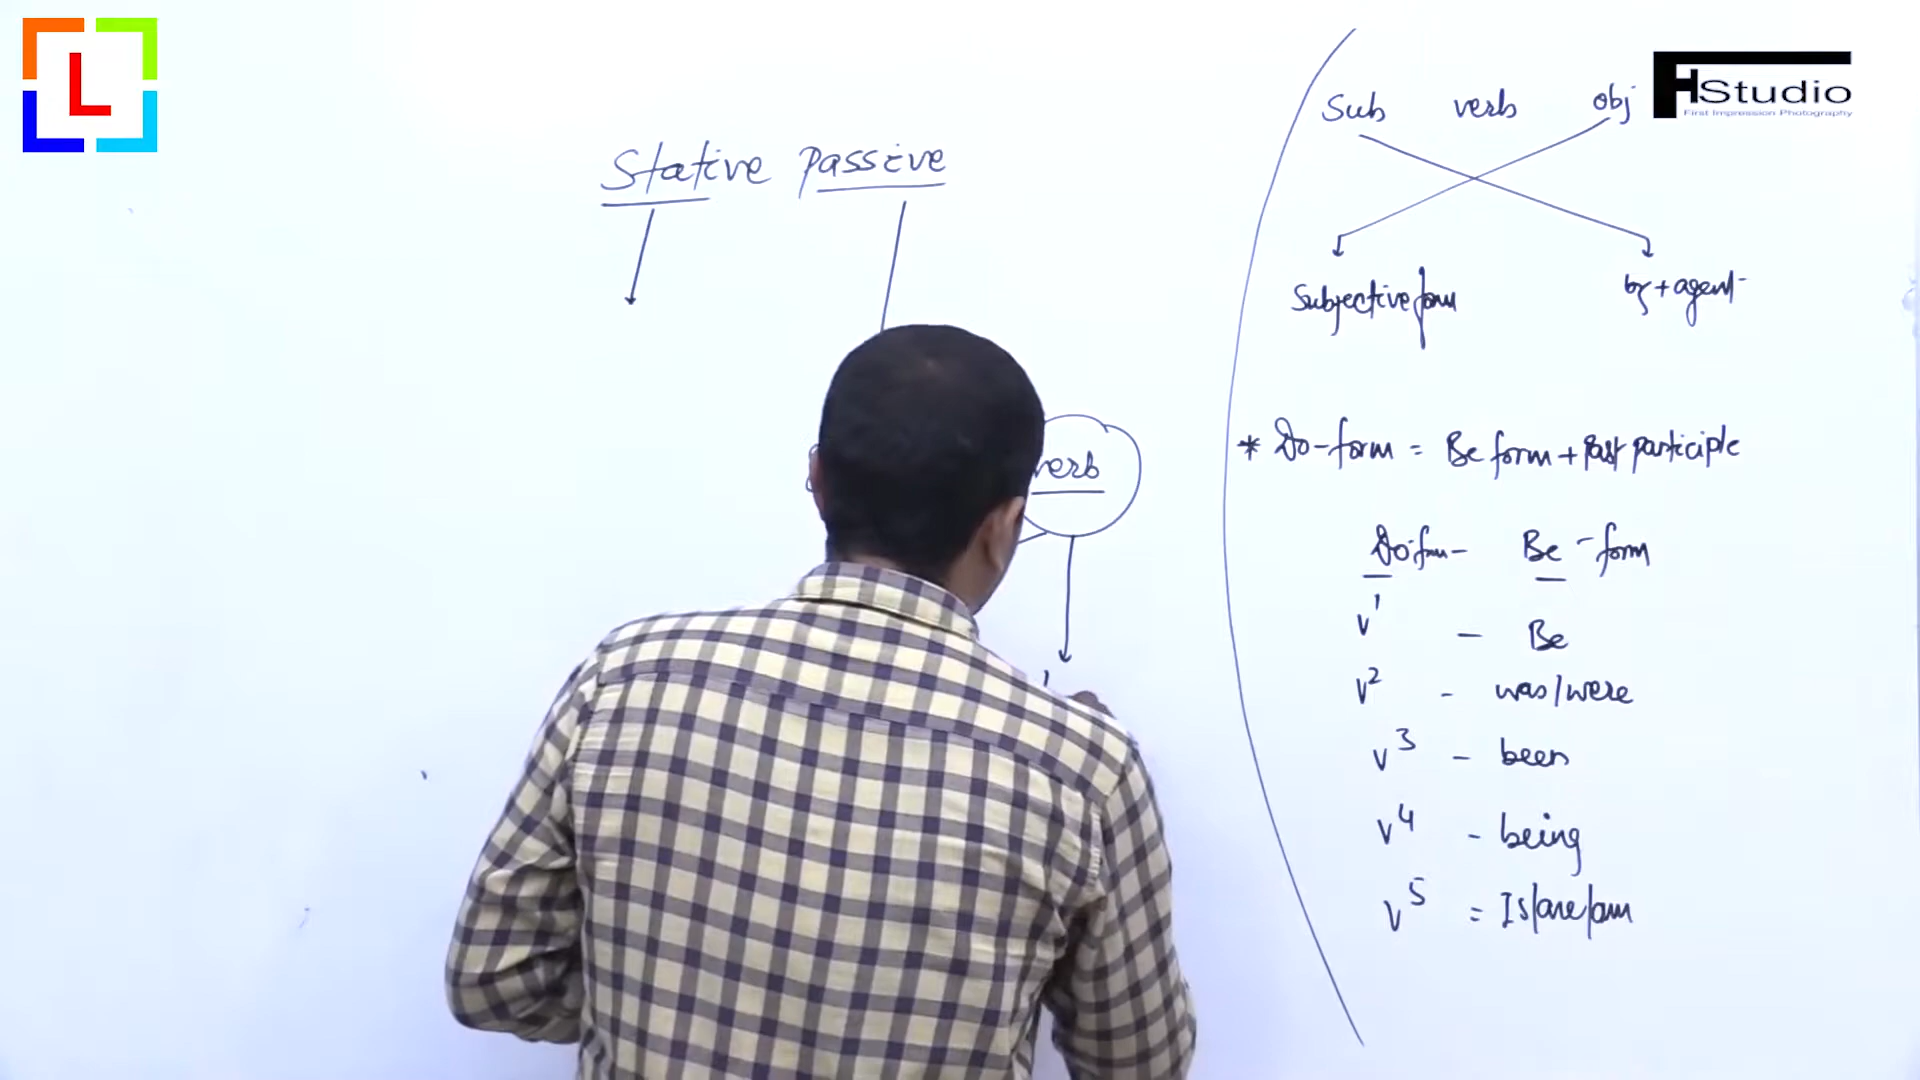 L
HStudio
First Impression Photography
Stative passive
verb
Sub verb obj
Subjective form
by + agent
* Do-form = Be form + past participle
Do-form - Be - form
v1 - Be
v2 - was/were
v3 - been
v4 - being
v5 = Is/are/am